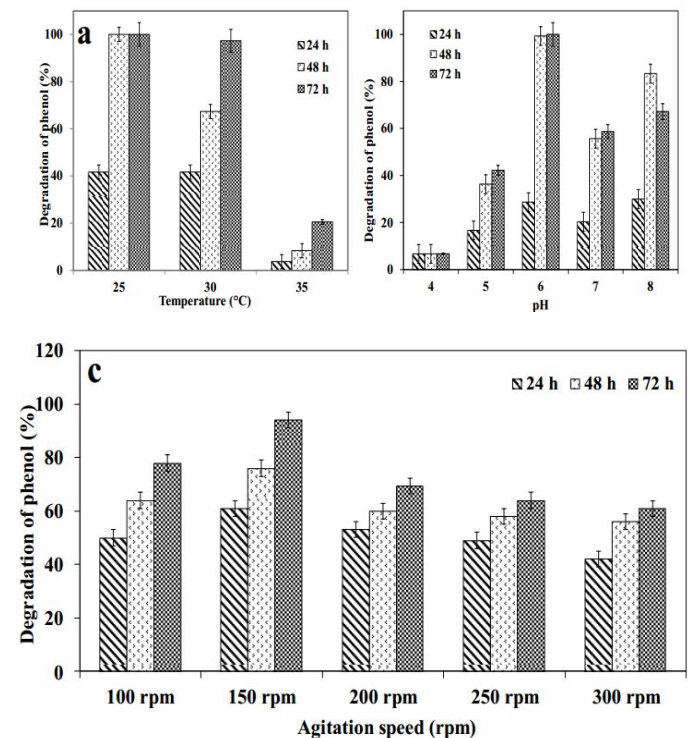 a
24 h
48 h
72 h
Degradation of phenol (%)
100
80
60
40
20
0
25 30 35
Temperature (°C)
24 h
48 h
72 h
Degradation of phenol (%)
100
80
60
40
20
0
4 5 6 7 8
pH
c
24 h 48 h 72 h
Degradation of phenol (%)
120
100
80
60
40
20
0
100 rpm 150 rpm 200 rpm 250 rpm 300 rpm
Agitation speed (rpm)